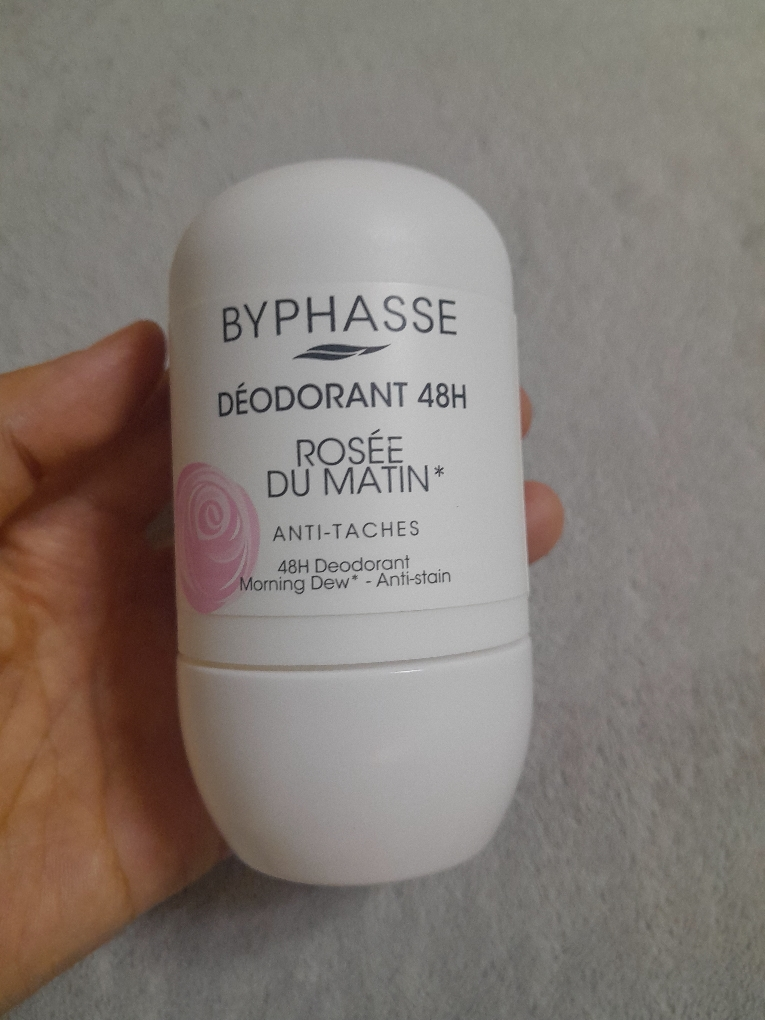 BYPHASSE
DÉODORANT 48H
ROSÉE
DU MATIN*
ANTI-TACHES
48H Deodorant
Morning Dew* - Anti-stain